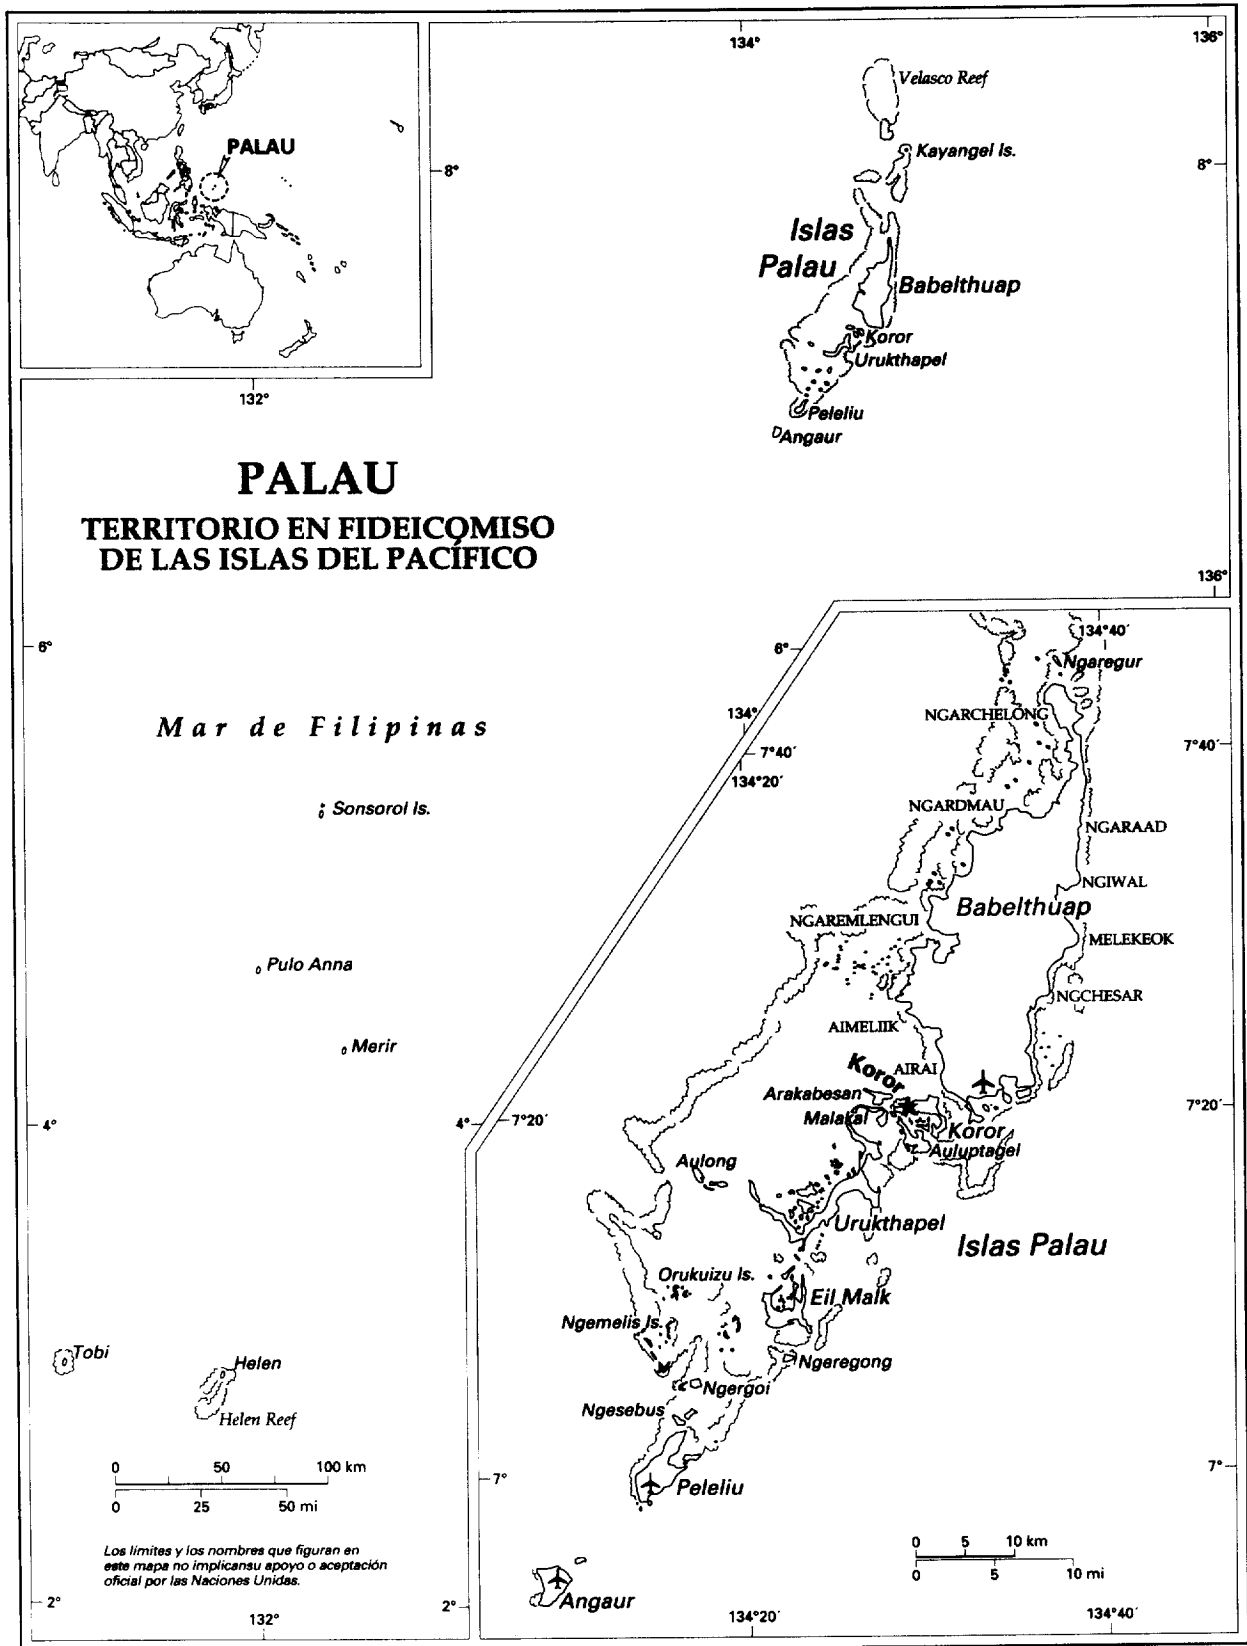 134°
136°
Velasco Reef
PALAU
8°
Kayangel Is.
8°
Islas
Palau
Babelthuap
Koror
Urukthapel
132°
Peleliu
Angaur
PALAU
TERRITORIO EN FIDEICOMISO
DE LAS ISLAS DEL PACÍFICO
136°
6°
6°
134°40´
Ngaregur
134°
NGARCHELONG
Mar de Filipinas
7°40´
7°40´
134°20´
Sonsorol Is.
NGARDMAU
NGARAAD
NGIWAL
Babelthuap
NGAREMLENGUI
MELEKEOK
Pulo Anna
NGCHESAR
AIMELIIK
Merir
Koror
AIRAI
Arakabesan
Malakal
4°
4°
7°20´
7°20´
Koror
Auluptagel
Aulong
Urukthapel
Islas Palau
Orukuizu Is.
Eil Malk
Ngemelis Is.
Tobi
Helen
Ngeregong
Ngergoi
Helen Reef
Ngesebus
0 50 100 km
0 25 50 mi
7°
7°
Peleliu
Los límites y los nombres que figuran en
este mapa no implicansu apoyo o aceptación
oficial por las Naciones Unidas.
0 5 10 km
0 5 10 mi
2°
2°
Angaur
132°
134°20´
134°40´